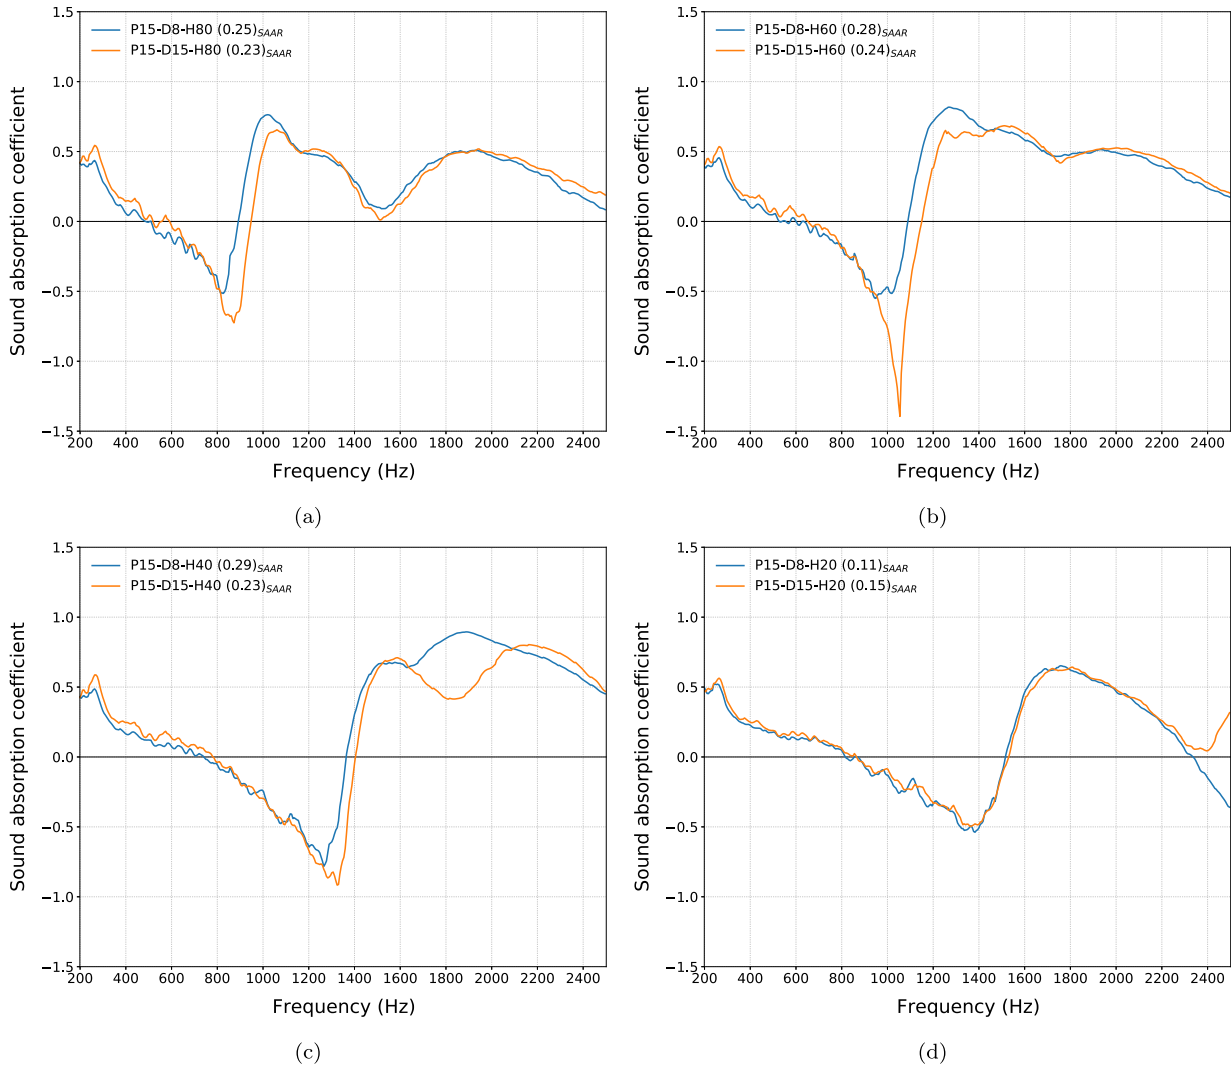 P15-D8-H80 (0.25)SAAR
P15-D15-H80 (0.23)SAAR
1.5
1.0
0.5
0.0
−0.5
−1.0
−1.5
Sound absorption coefficient
200 400 600 800 1000 1200 1400 1600 1800 2000 2200 2400
Frequency (Hz)
(a)
P15-D8-H60 (0.28)SAAR
P15-D15-H60 (0.24)SAAR
1.5
1.0
0.5
0.0
−0.5
−1.0
−1.5
Sound absorption coefficient
200 400 600 800 1000 1200 1400 1600 1800 2000 2200 2400
Frequency (Hz)
(b)
P15-D8-H40 (0.29)SAAR
P15-D15-H40 (0.23)SAAR
1.5
1.0
0.5
0.0
−0.5
−1.0
−1.5
Sound absorption coefficient
200 400 600 800 1000 1200 1400 1600 1800 2000 2200 2400
Frequency (Hz)
(c)
P15-D8-H20 (0.11)SAAR
P15-D15-H20 (0.15)SAAR
1.5
1.0
0.5
0.0
−0.5
−1.0
−1.5
Sound absorption coefficient
200 400 600 800 1000 1200 1400 1600 1800 2000 2200 2400
Frequency (Hz)
(d)